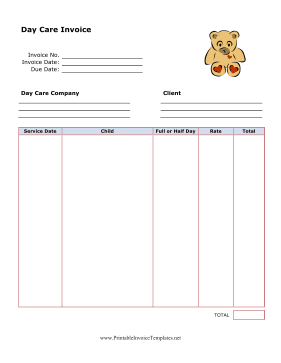 Day Care Invoice
Invoice No.
Invoice Date:
Due Date:
Day Care Company Client
Service Date Child Full or Half Day Rate Total
TOTAL
www.PrintableInvoiceTemplates.net